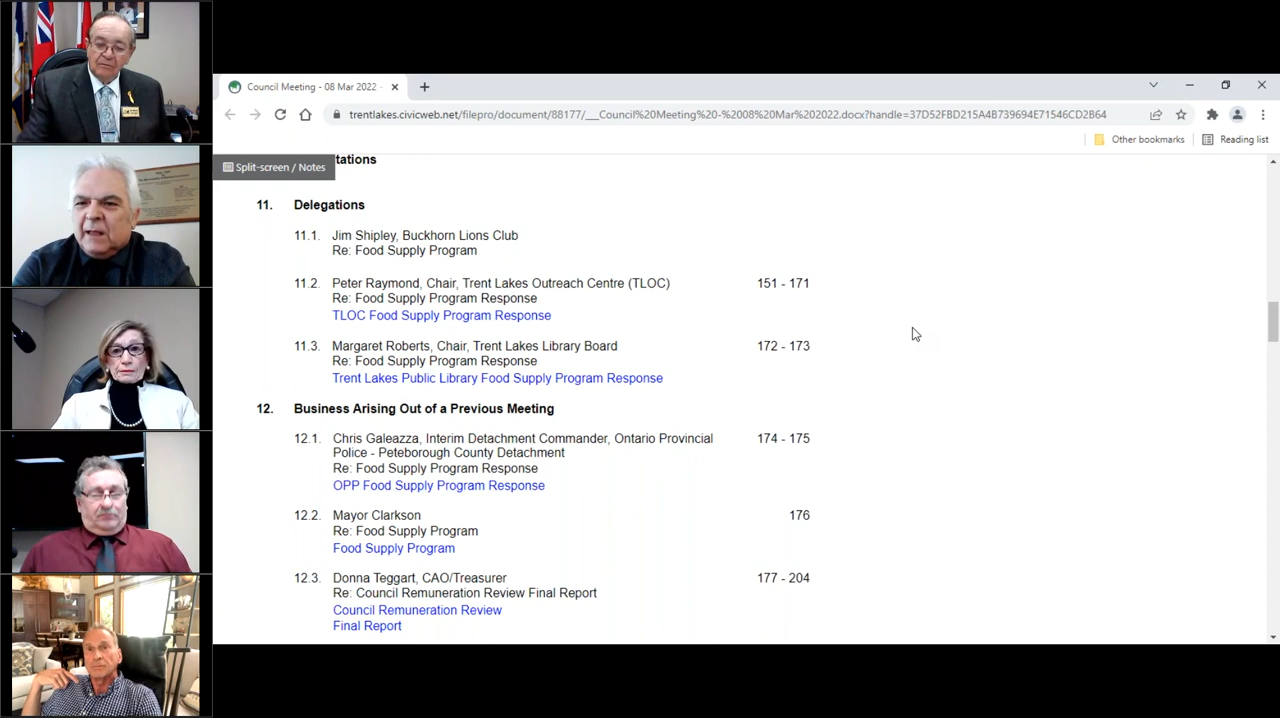 Council Meeting - 08 Mar 2022 -
trentlakes.civicweb.net/filepro/document/88177/___Council%20Meeting%20-%2008%20Mar%202022.docx?handle=37D52FBD215A4B739694E71546CD2B64
Other bookmarks
Reading list
Split-screen / Notes
tations
11. Delegations
11.1. Jim Shipley, Buckhorn Lions Club
Re: Food Supply Program
11.2. Peter Raymond, Chair, Trent Lakes Outreach Centre (TLOC) 151 - 171
Re: Food Supply Program Response
TLOC Food Supply Program Response
11.3. Margaret Roberts, Chair, Trent Lakes Library Board 172 - 173
Re: Food Supply Program Response
Trent Lakes Public Library Food Supply Program Response
12. Business Arising Out of a Previous Meeting
12.1. Chris Galeazza, Interim Detachment Commander, Ontario Provincial 174 - 175
Police - Peteborough County Detachment
Re: Food Supply Program Response
OPP Food Supply Program Response
12.2. Mayor Clarkson 176
Re: Food Supply Program
Food Supply Program
12.3. Donna Teggart, CAO/Treasurer 177 - 204
Re: Council Remuneration Review Final Report
Council Remuneration Review
Final Report